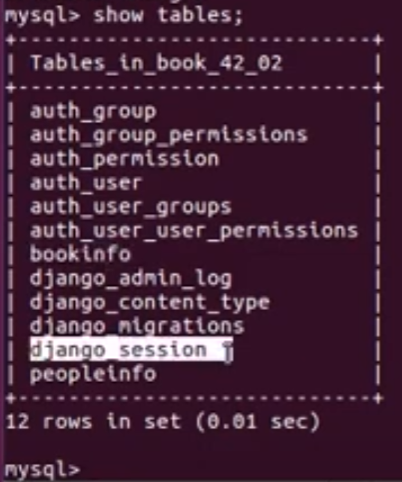 mysql> show tables;
+------------------------------+
| Tables_in_book_42_02 |
+------------------------------+
| auth_group |
| auth_group_permissions |
| auth_permission |
| auth_user |
| auth_user_groups |
| auth_user_user_permissions |
| bookinfo |
| django_admin_log |
| django_content_type |
| django_migrations |
| django_session |
| peopleinfo |
+------------------------------+
12 rows in set (0.01 sec)
mysql>